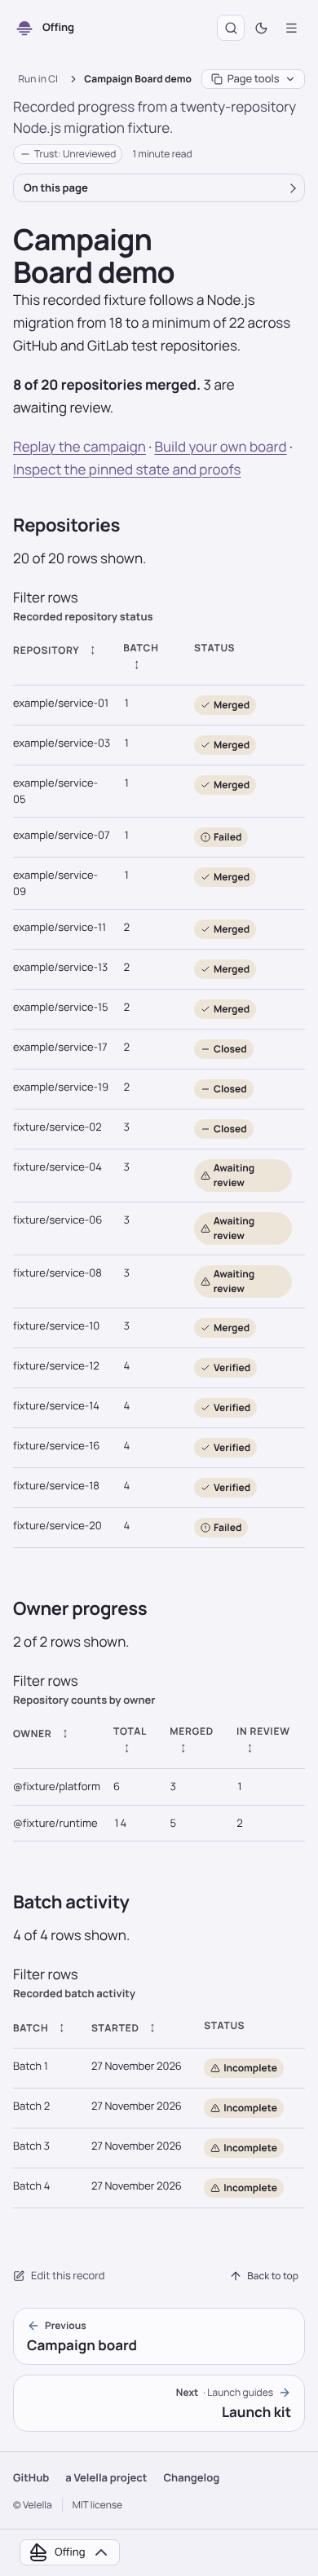 Offing
Run in CI > Campaign Board demo Page tools
Recorded progress from a twenty-repository
Node.js migration fixture.
Trust: Unreviewed 1 minute read
On this page
Campaign
Board demo
This recorded fixture follows a Node.js
migration from 18 to a minimum of 22 across
GitHub and GitLab test repositories.
8 of 20 repositories merged. 3 are
awaiting review.
Replay the campaign · Build your own board ·
Inspect the pinned state and proofs
Repositories
20 of 20 rows shown.
Filter rows
Recorded repository status
REPOSITORY ↕ BATCH ↕ STATUS
example/service-01 1 Merged
example/service-03 1 Merged
example/service-
05 1 Merged
example/service-07 1 Failed
example/service-
09 1 Merged
example/service-11 2 Merged
example/service-13 2 Merged
example/service-15 2 Merged
example/service-17 2 Closed
example/service-19 2 Closed
fixture/service-02 3 Closed
fixture/service-04 3 Awaiting
review
fixture/service-06 3 Awaiting
review
fixture/service-08 3 Awaiting
review
fixture/service-10 3 Merged
fixture/service-12 4 Verified
fixture/service-14 4 Verified
fixture/service-16 4 Verified
fixture/service-18 4 Verified
fixture/service-20 4 Failed
Owner progress
2 of 2 rows shown.
Filter rows
Repository counts by owner
OWNER ↕ TOTAL ↕ MERGED ↕ IN REVIEW ↕
@fixture/platform 6 3 1
@fixture/runtime 14 5 2
Batch activity
4 of 4 rows shown.
Filter rows
Recorded batch activity
BATCH ↕ STARTED ↕ STATUS
Batch 1 27 November 2026 Incomplete
Batch 2 27 November 2026 Incomplete
Batch 3 27 November 2026 Incomplete
Batch 4 27 November 2026 Incomplete
Edit this record ↑ Back to top
← Previous
Campaign board
Next · Launch guides →
Launch kit
GitHub a Velella project Changelog
© Velella MIT license
Offing